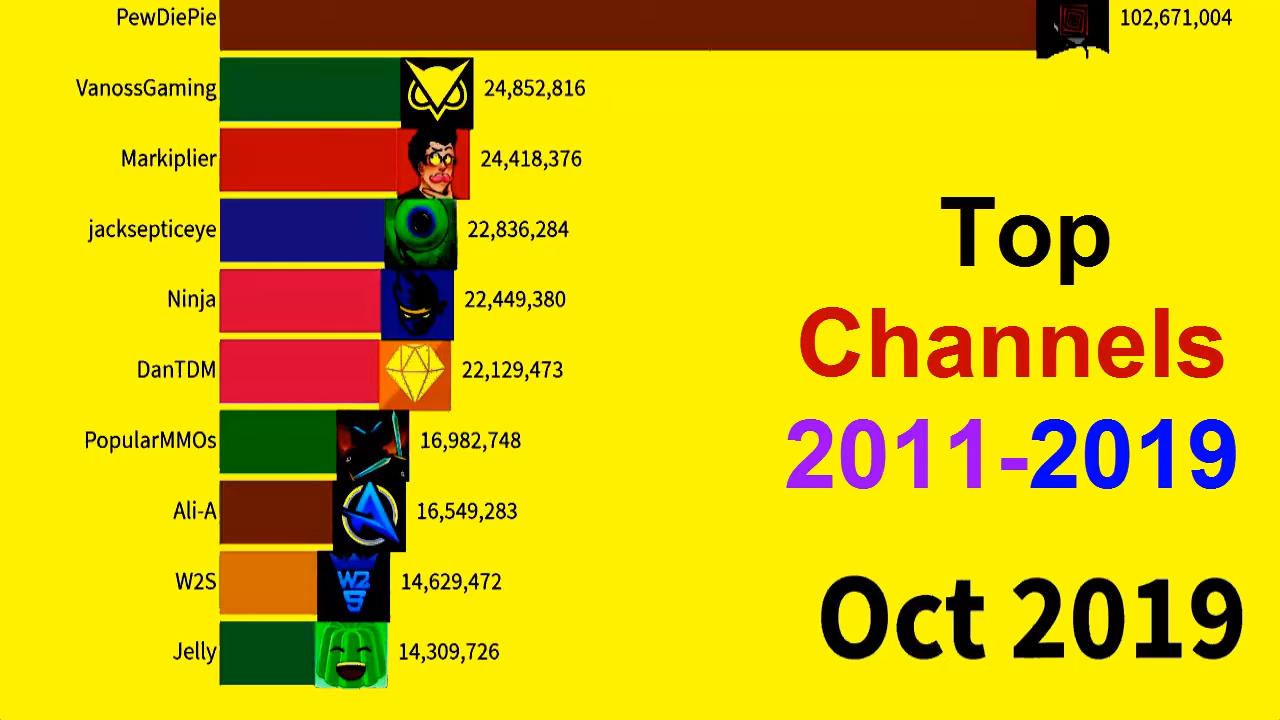 PewDiePie 102,671,004
VanossGaming 24,852,816
Markiplier 24,418,376
jacksepticeye 22,836,284
Ninja 22,449,380
DanTDM 22,129,473
PopularMMOs 16,982,748
Ali-A 16,549,283
W2S W2S 14,629,472
Jelly 14,309,726
Top
Channels
2011-2019
Oct 2019